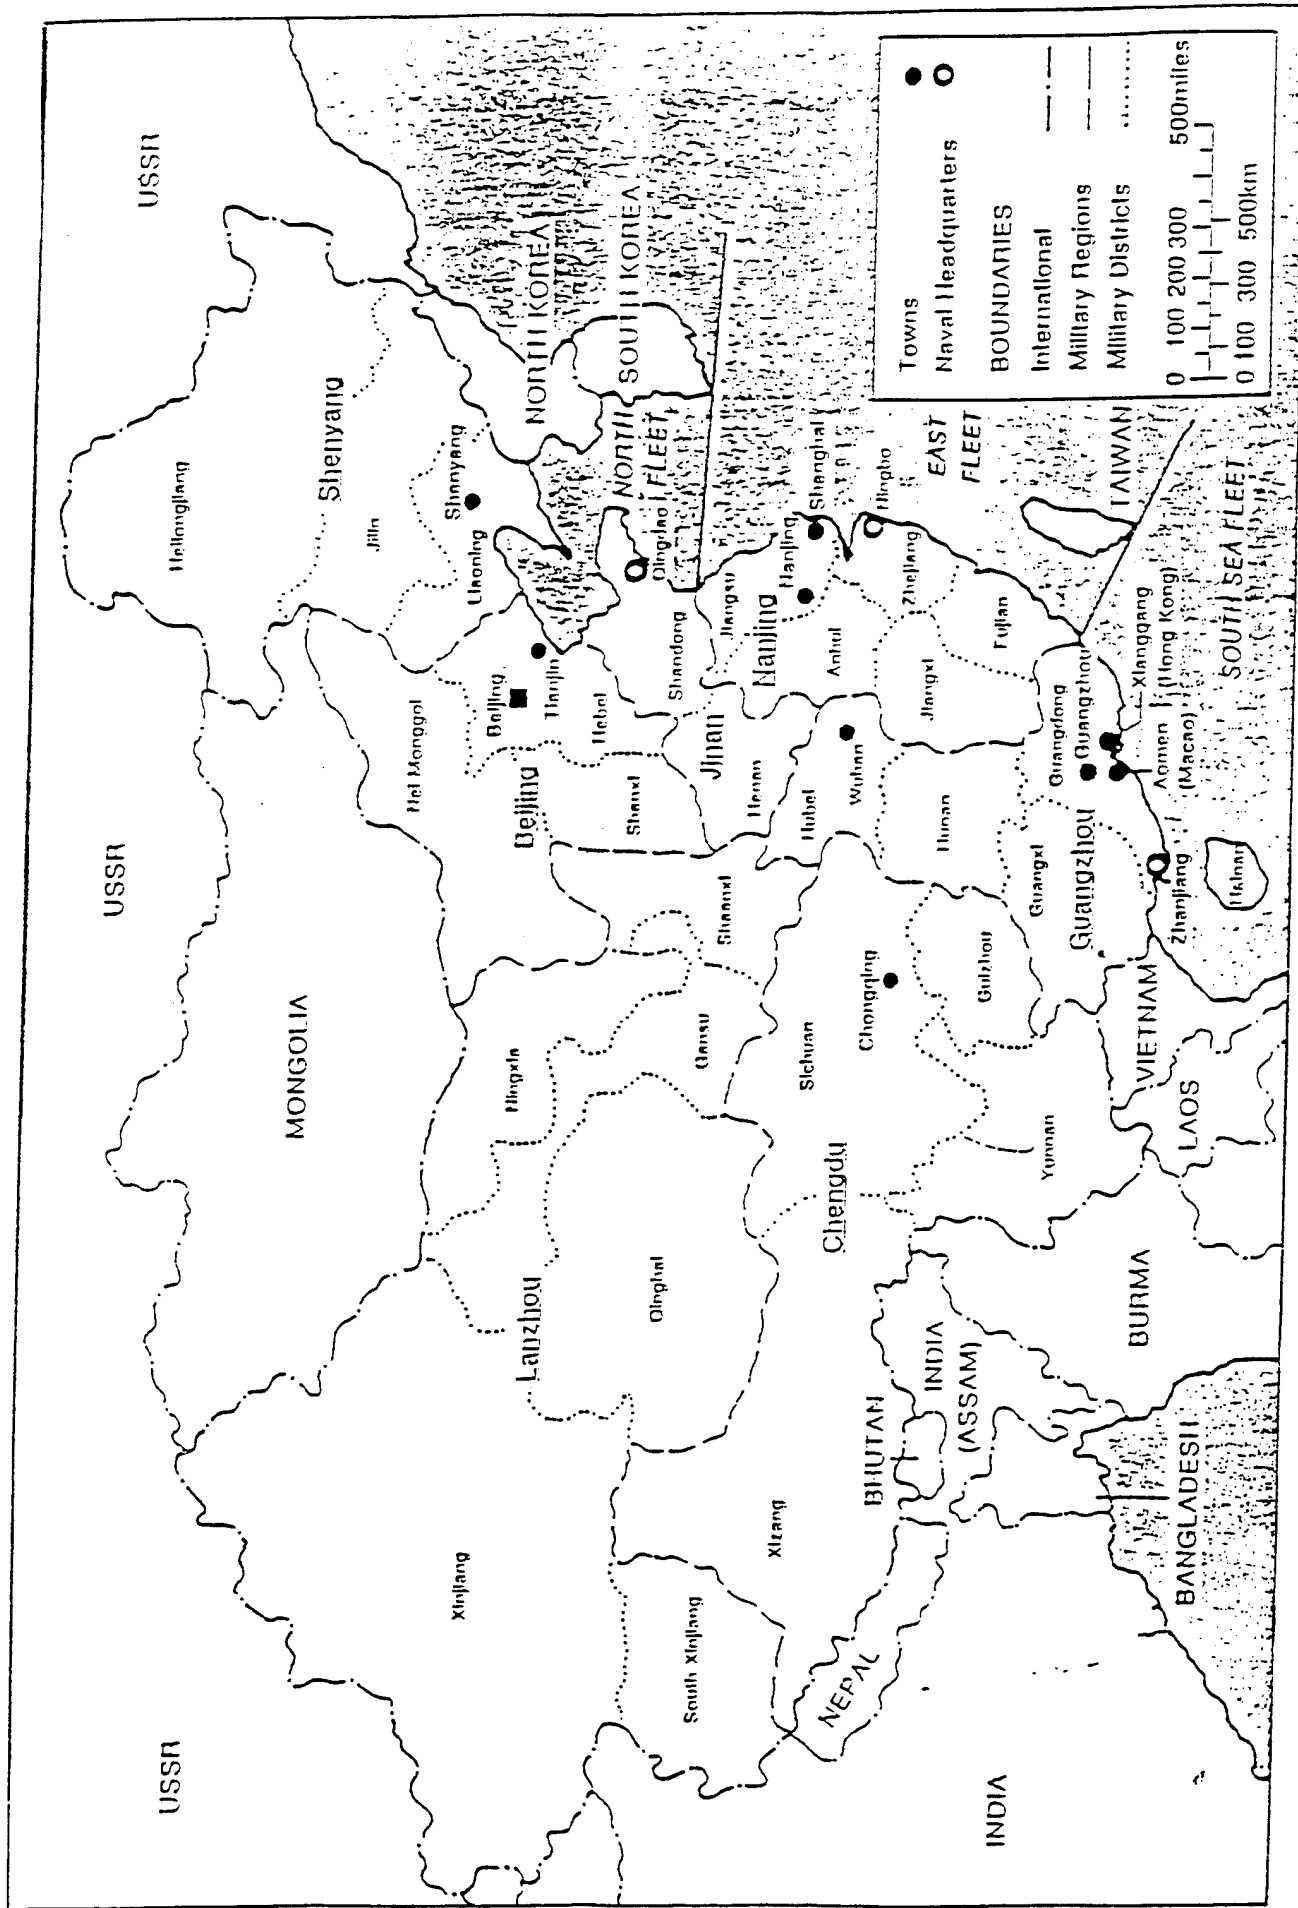 USSR
USSR
USSR
MONGOLIA
Heilongjiang
Shenyang
Jilin
Shenyang
Liaoning
NORTH KOREA
SOUTH KOREA
NORTH
FLEET
Qingdao
Nei Monggol
Beijing
Tianjin
Hebei
Beijing
Shanxi
Shandong
Jinan
Henan
Jiangsu
Nanjing
Nanjing
Shanghai
Anhui
Ningbo
Zhejiang
EAST
FLEET
Hubei
Wuhan
Jiangxi
Fujian
TAIWAN
Hunan
Guangdong
Guangzhou
Xianggang
(Hong Kong)
Aomen
(Macao)
SOUTH SEA FLEET
Guangxi
Guangzhou
Zhanjiang
Hainan
Xinjiang
Lanzhou
Ningxia
Gansu
Shaanxi
Qinghai
South Xinjiang
Xizang
Chengdu
Sichuan
Chongqing
Guizhou
Yunnan
NEPAL
BHUTAN
INDIA
(ASSAM)
INDIA
BANGLADESH
BURMA
LAOS
VIETNAM
Towns
Naval Headquarters
BOUNDARIES
International
Military Regions
Military Districts
0 100 200 300 500miles
0 100 300 500km